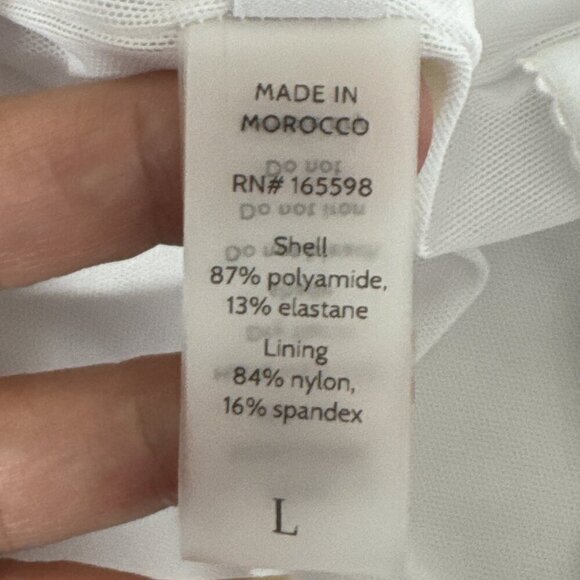 MADE IN
MOROCCO
RN# 165598
Shell
87% polyamide,
13% elastane
Lining
84% nylon,
16% spandex
L